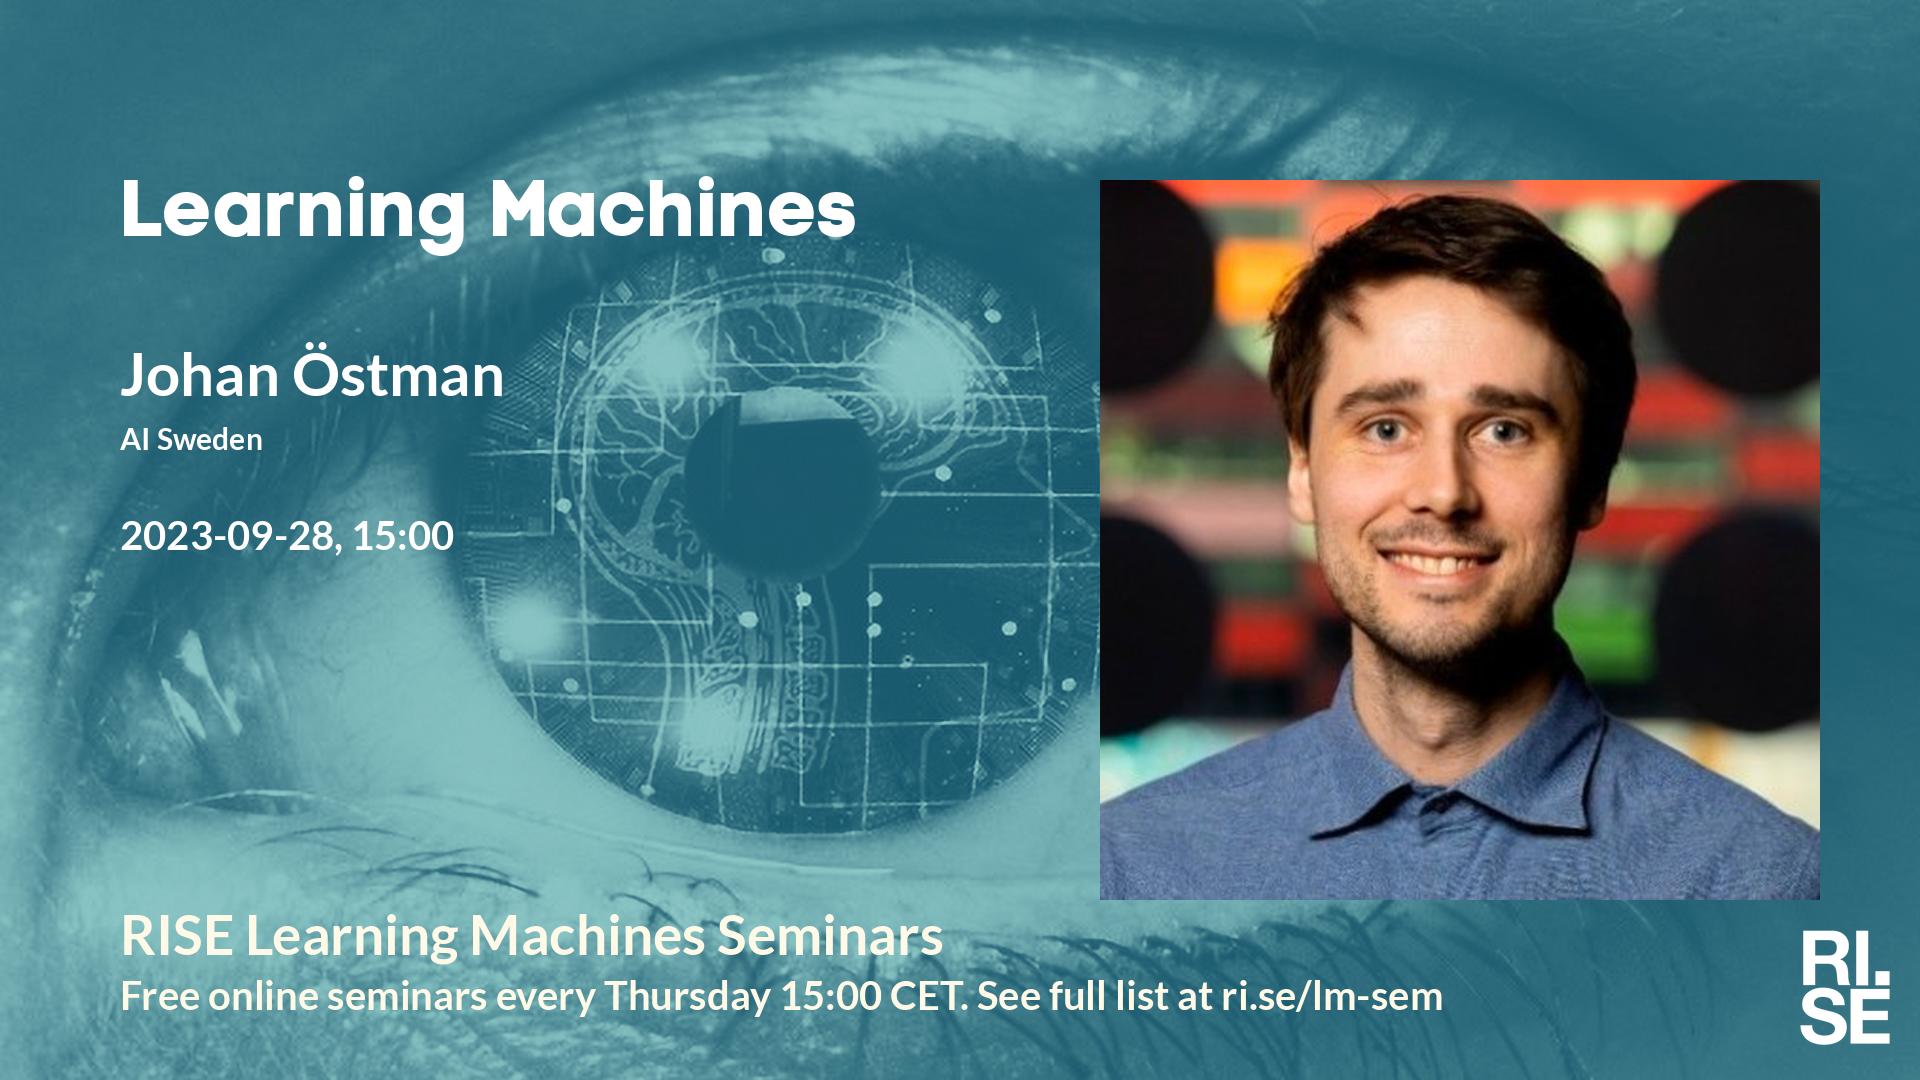 Learning Machines
Johan Östman
AI Sweden
2023-09-28, 15:00
RISE Learning Machines Seminars
Free online seminars every Thursday 15:00 CET. See full list at ri.se/lm-sem
RI.
SE